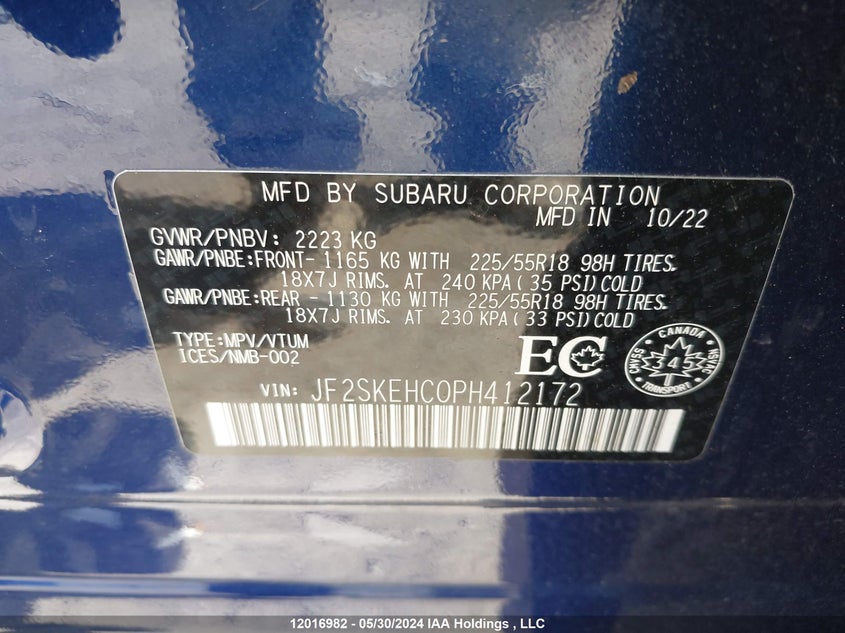 MFD BY SUBARU CORPORATION
MFD IN 10/22
GVWR/PNBV: 2223 KG
GAWR/PNBE:FRONT- 1165 KG WITH 225/55R18 98H TIRES.
18X7J RIMS. AT 240 KPA ( 35 PSI) COLD
GAWR/PNBE:REAR - 1130 KG WITH 225/55R18 98H TIRES.
18X7J RIMS. AT 230 KPA ( 33 PSI) COLD
TYPE:MPV/VTUM
ICES/NMB-002
EC
CANADA
CMVSS
NSVAC
345
TRANSPORT
VIN: JF2SKEHC0PH412172
12016982 - 05/30/2024 IAA Holdings , LLC